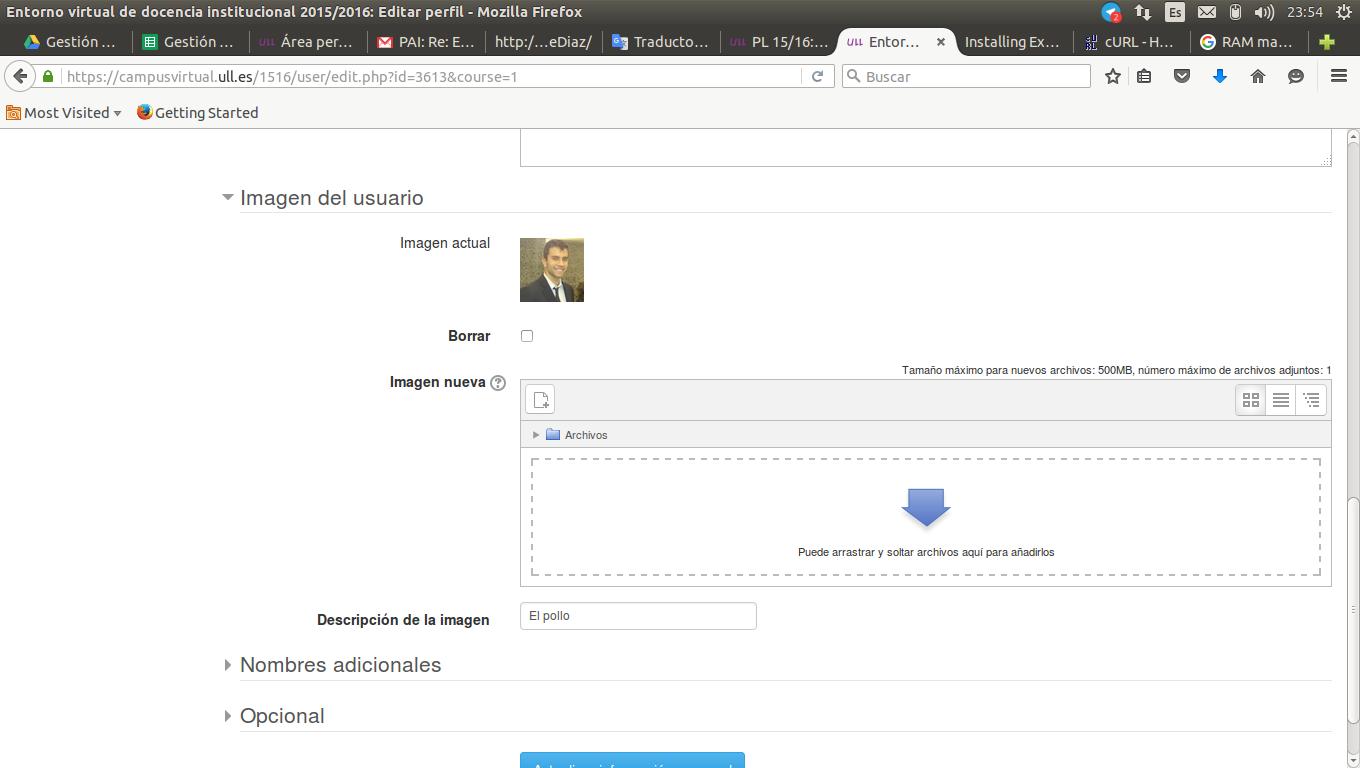 Entorno virtual de docencia institucional 2015/2016: Editar perfil - Mozilla Firefox
2 Es 23:54
Gestión ... Gestión ... ULL Área per... PAI: Re: E... http:/...eDiaz/ Traducto... ULL PL 15/16:... ULL Entor... × Installing Ex... cURL - H... RAM ma...
https://campusvirtual.ull.es/1516/user/edit.php?id=3613&course=1
Buscar
Most Visited Getting Started
Imagen del usuario
Imagen actual
Borrar
Tamaño máximo para nuevos archivos: 500MB, número máximo de archivos adjuntos: 1
Imagen nueva ?
Archivos
Puede arrastrar y soltar archivos aquí para añadirlos
Descripción de la imagen El pollo
Nombres adicionales
Opcional